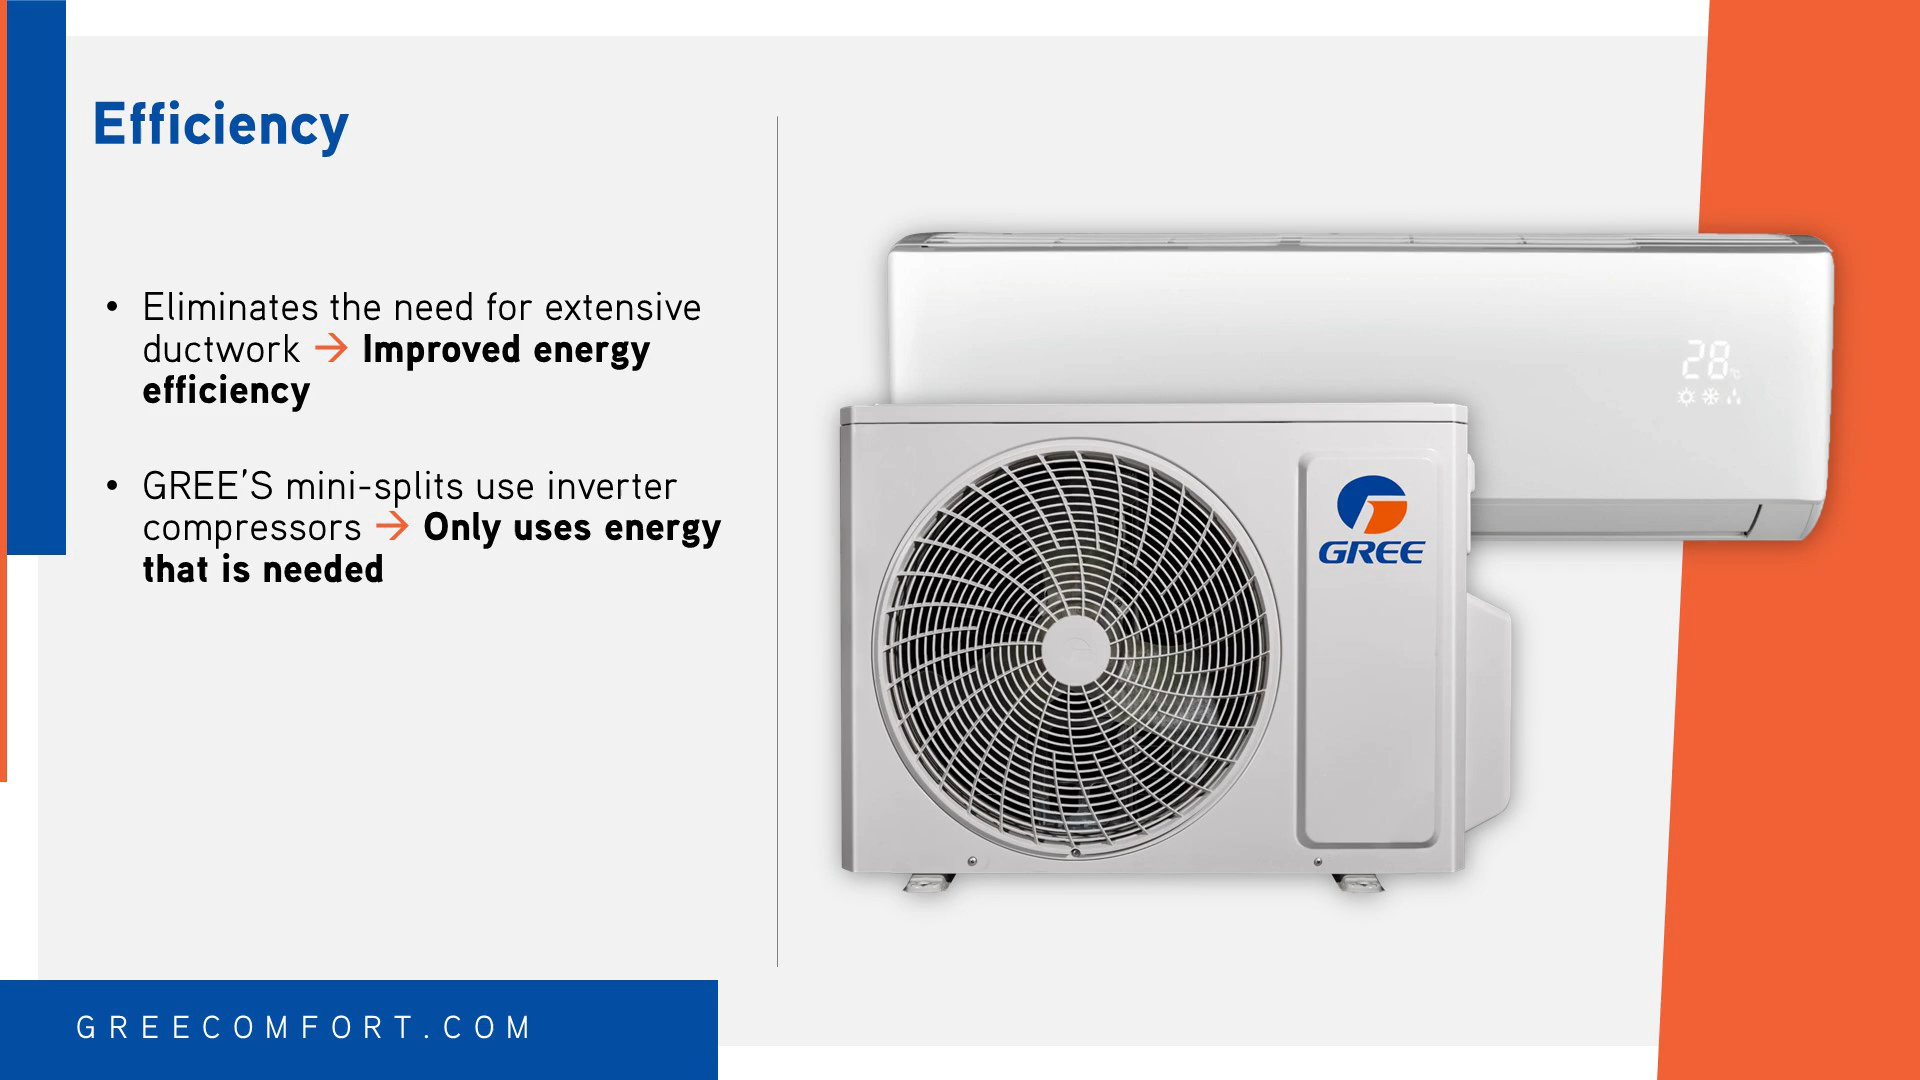 Efficiency
• Eliminates the need for extensive
ductwork → Improved energy
efficiency
• GREE’S mini-splits use inverter
compressors → Only uses energy
that is needed
28°C
GREE
GREECOMFORT.COM